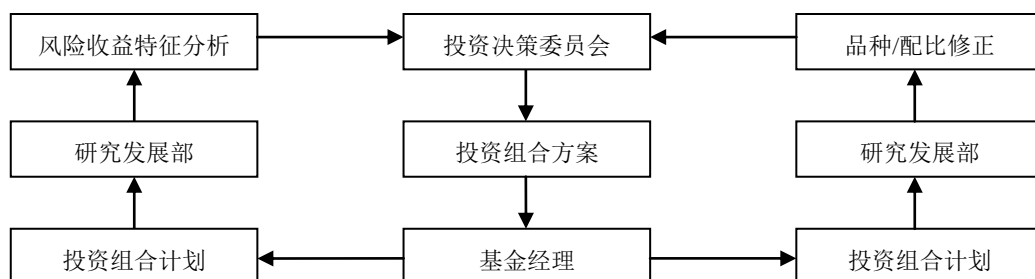 风险收益特征分析
投资决策委员会
品种/配比修正
研究发展部
投资组合方案
研究发展部
投资组合计划
基金经理
投资组合计划